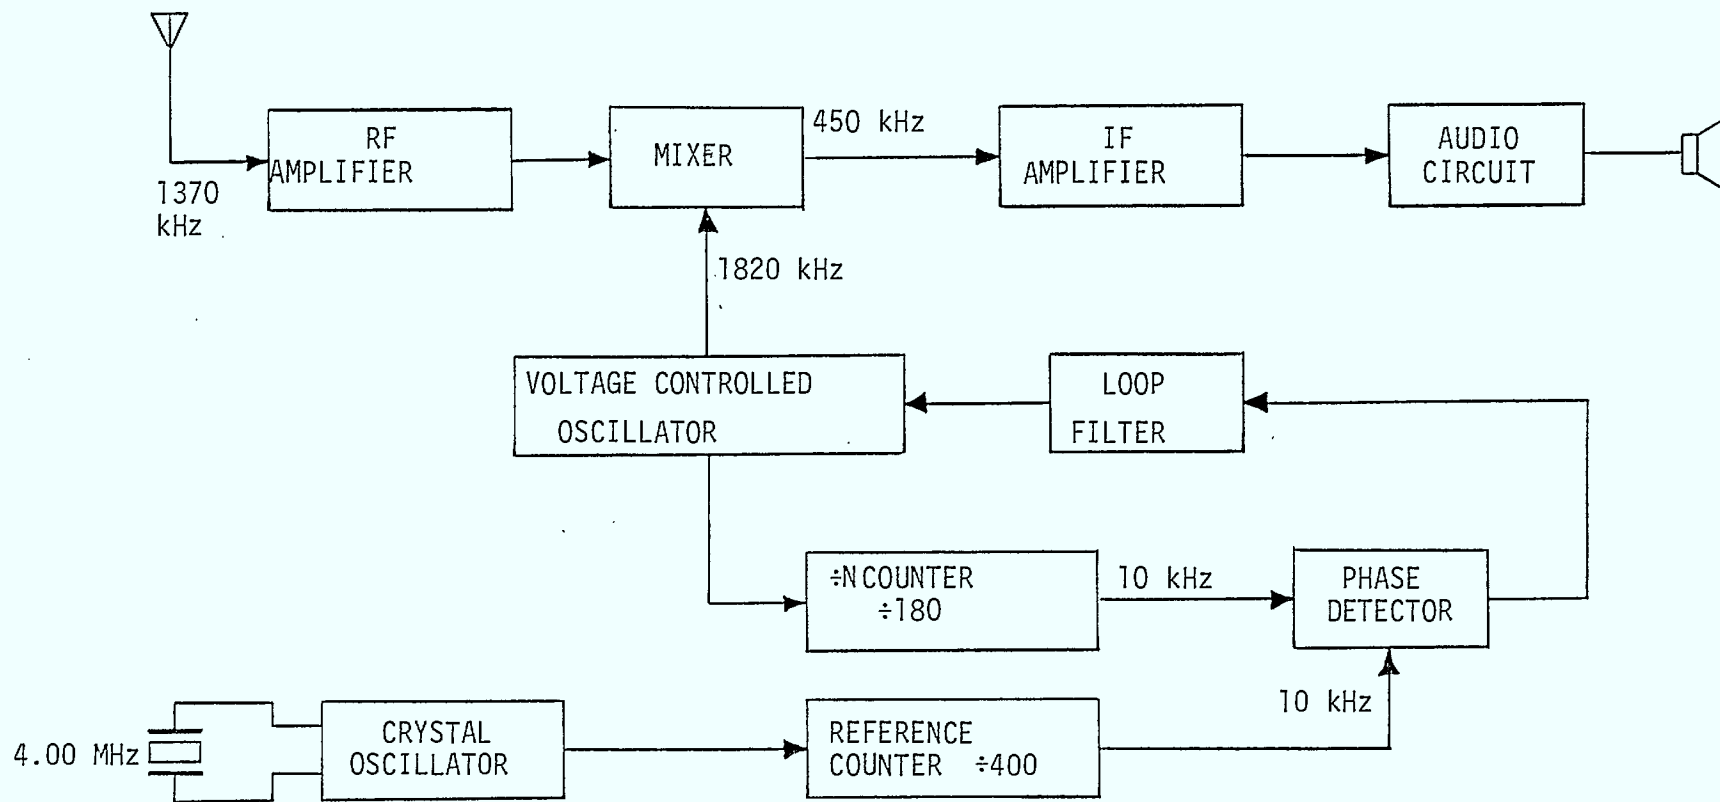 RF
AMPLIFIER
MIXER
450 kHz
IF
AMPLIFIER
AUDIO
CIRCUIT
1370
kHz
1820 kHz
VOLTAGE CONTROLLED
OSCILLATOR
LOOP
FILTER
÷N COUNTER
÷180
10 kHz
PHASE
DETECTOR
10 kHz
4.00 MHz
CRYSTAL
OSCILLATOR
REFERENCE
COUNTER ÷400